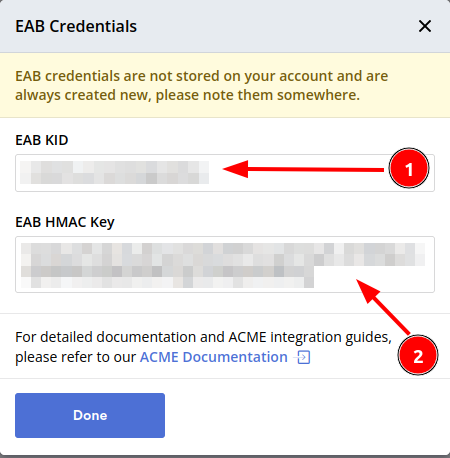 EAB Credentials
EAB credentials are not stored on your account and are
always created new, please note them somewhere.
EAB KID
1
EAB HMAC Key
For detailed documentation and ACME integration guides,
please refer to our ACME Documentation
2
Done